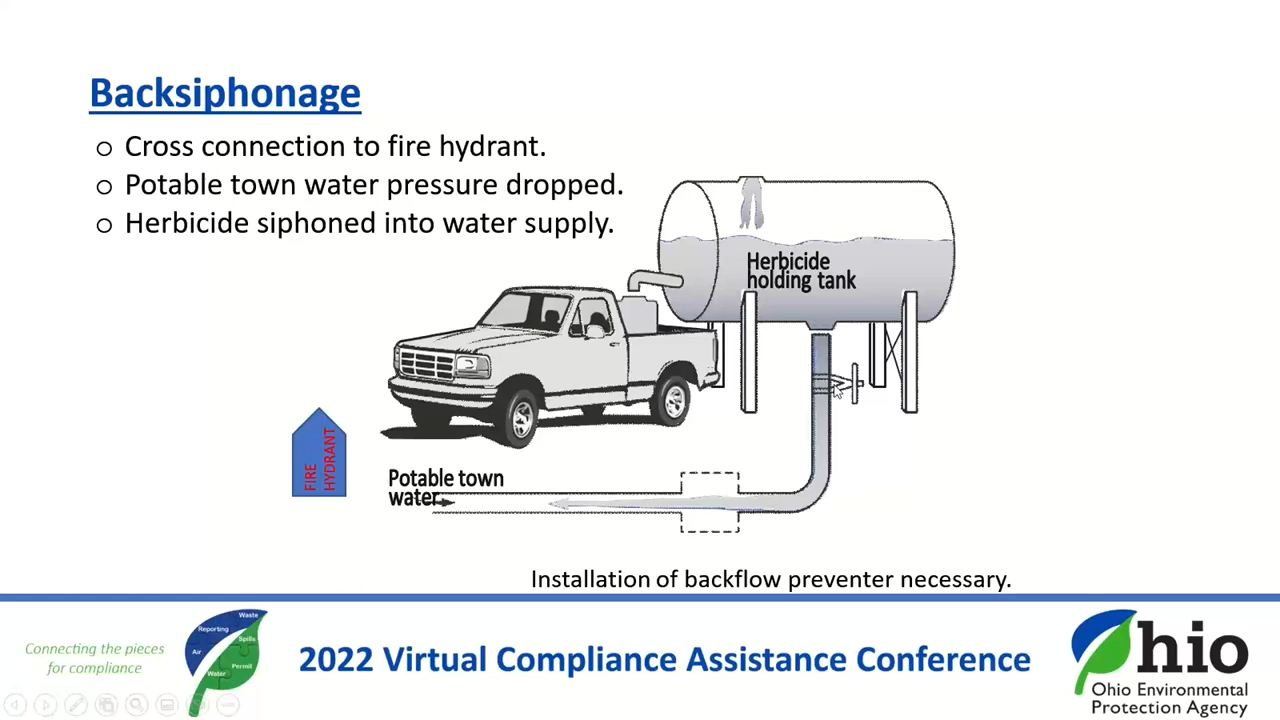 Backsiphonage
○ Cross connection to fire hydrant.
○ Potable town water pressure dropped.
○ Herbicide siphoned into water supply.
Herbicide
holding tank
FIRE
HYDRANT
Potable town
water
Installation of backflow preventer necessary.
Connecting the pieces
for compliance
Waste
Reporting
Spills
Air
Permit
Water
2022 Virtual Compliance Assistance Conference
Ohio
Ohio Environmental
Protection Agency